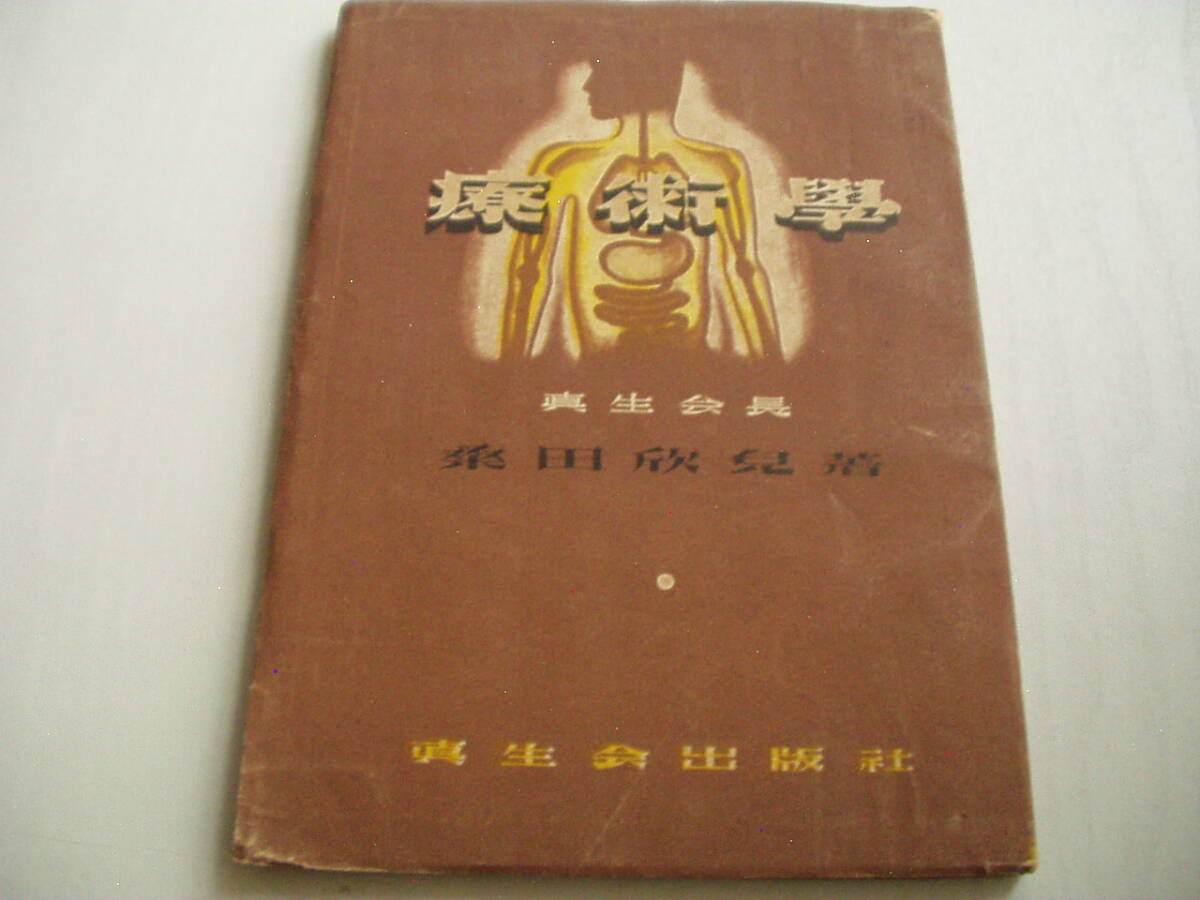 療術學
真生会長
桑田欣兒著
真生会出版社